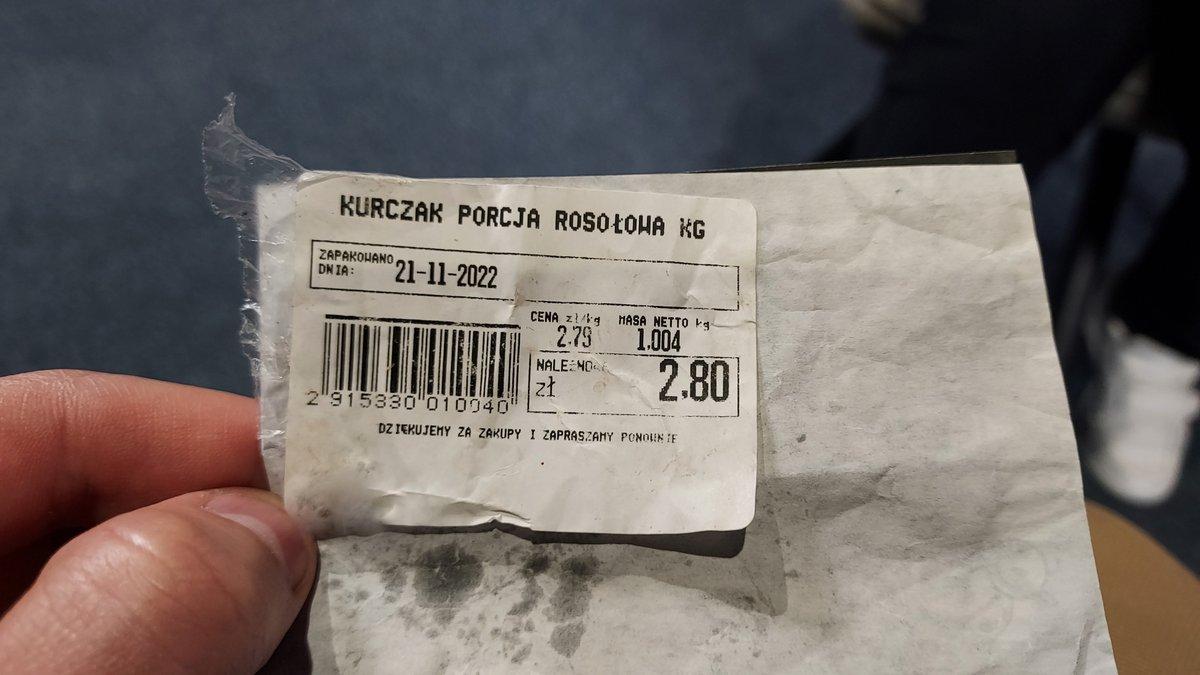 KURCZAK PORCJA ROSOŁOWA KG
ZAPAKOWANO
DNIA: 21-11-2022
CENA zł/kg MASA NETTO kg
2.79 1.004
NALEŻNOŚĆ
zł 2.80
2 915330 010040
DZIĘKUJEMY ZA ZAKUPY I ZAPRASZAMY PONOWNIE